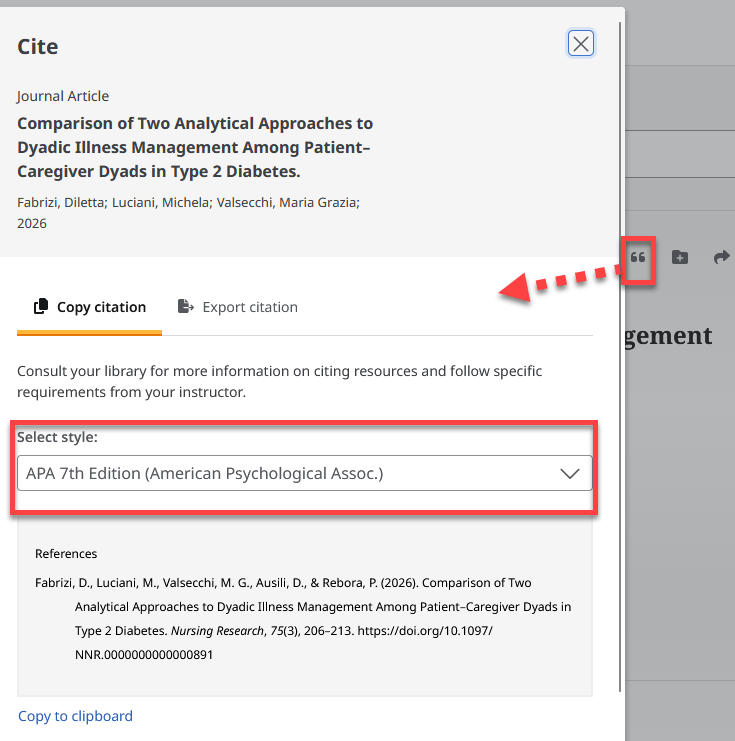 Cite
Journal Article
Comparison of Two Analytical Approaches to
Dyadic Illness Management Among Patient–
Caregiver Dyads in Type 2 Diabetes.
Fabrizi, Diletta; Luciani, Michela; Valsecchi, Maria Grazia;
2026
Copy citation
Export citation
gement
Consult your library for more information on citing resources and follow specific
requirements from your instructor.
Select style:
APA 7th Edition (American Psychological Assoc.)
References
Fabrizi, D., Luciani, M., Valsecchi, M. G., Ausili, D., & Rebora, P. (2026). Comparison of Two
Analytical Approaches to Dyadic Illness Management Among Patient–Caregiver Dyads in
Type 2 Diabetes. Nursing Research, 75(3), 206–213. https://doi.org/10.1097/
NNR.0000000000000891
Copy to clipboard